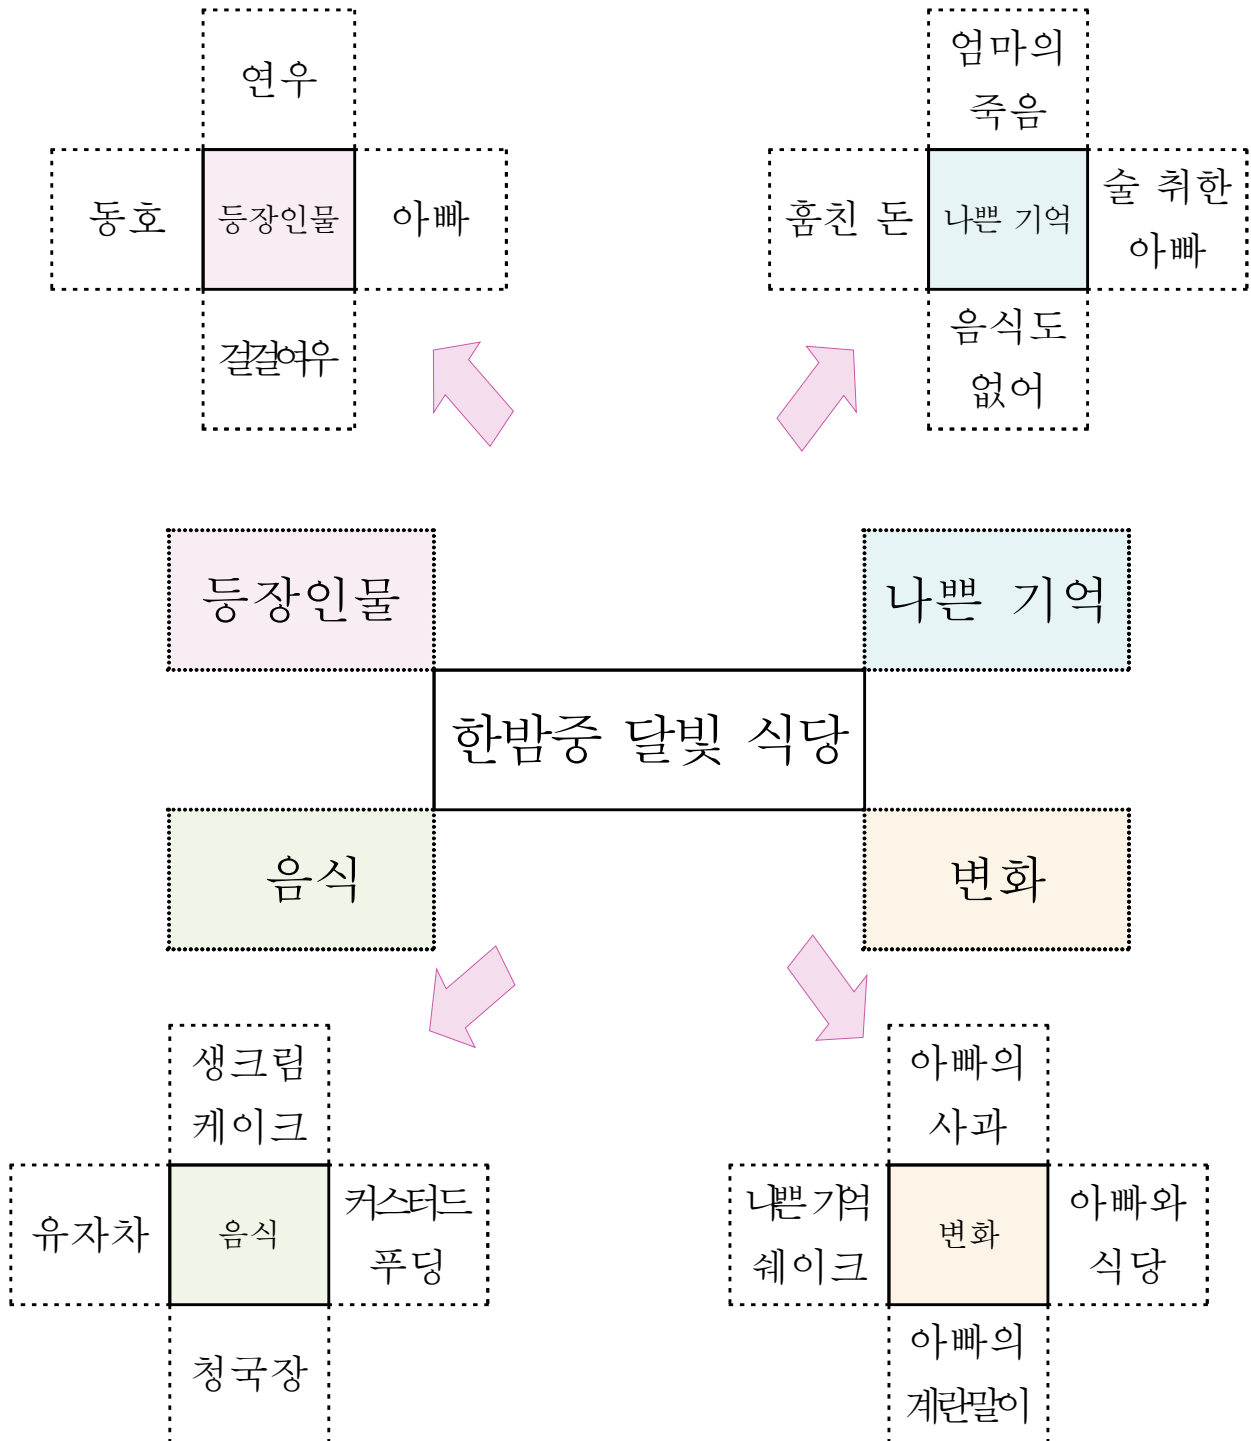 연우
동호
등장인물
아빠
걸걸여우
엄마의
죽음
훔친 돈
나쁜 기억
술 취한
아빠
음식도
없어
등장인물
나쁜 기억
한밤중 달빛 식당
음식
변화
생크림
케이크
유자차
음식
커스터드
푸딩
청국장
아빠의
사과
나쁜 기억
쉐이크
변화
아빠와
식당
아빠의
계란말이